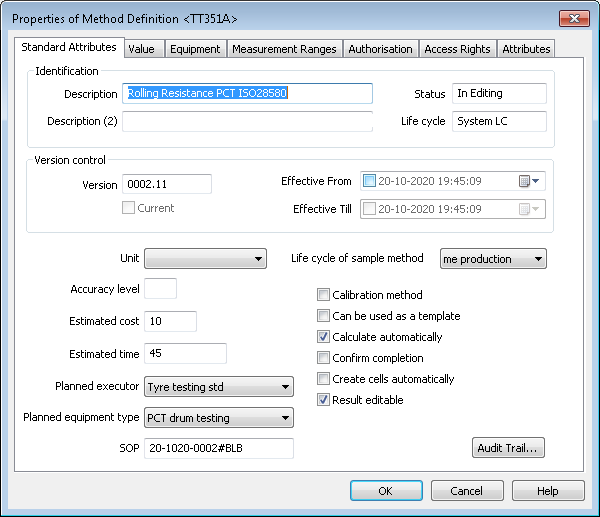 Properties of Method Definition <TT351A>
Standard Attributes Value Equipment Measurement Ranges Authorisation Access Rights Attributes
Identification
Description Rolling Resistance PCT ISO28580 Status In Editing
Description (2) Life cycle System LC
Version control
Version 0002.11 Effective From 20-10-2020 19:45:09
Current Effective Till 20-10-2020 19:45:09
Unit Life cycle of sample method me production
Accuracy level Calibration method
Can be used as a template
Estimated cost 10 Calculate automatically
Estimated time 45 Confirm completion
Planned executor Tyre testing std Create cells automatically
Result editable
Planned equipment type PCT drum testing
SOP 20-1020-0002#BLB Audit Trail...
OK Cancel Help